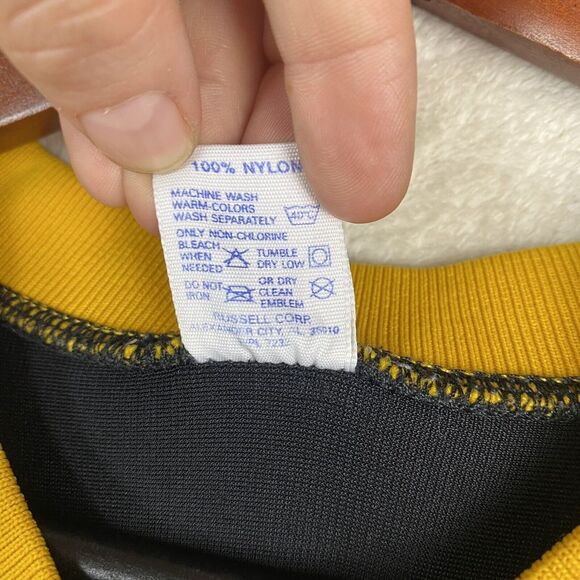 100% NYLON
MACHINE WASH
WARM-COLORS
WASH SEPARATELY 40°C
ONLY NON-CHLORINE
BLEACH
WHEN TUMBLE
NEEDED DRY LOW
DO NOT OR DRY
IRON CLEAN
EMBLEM
RUSSELL CORP.
ALEXANDER CITY, AL 35010